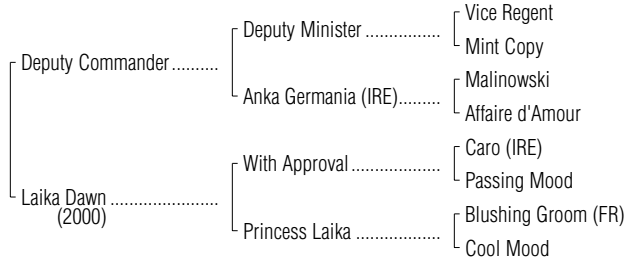 Vice Regent
Deputy Minister ..................
Mint Copy
Deputy Commander..........
Malinowski
Anka Germania (IRE).........
Affaire d'Amour
Caro (IRE)
With Approval ....................
Passing Mood
Laika Dawn ........................
(2000)
Blushing Groom (FR)
Princess Laika ...................
Cool Mood